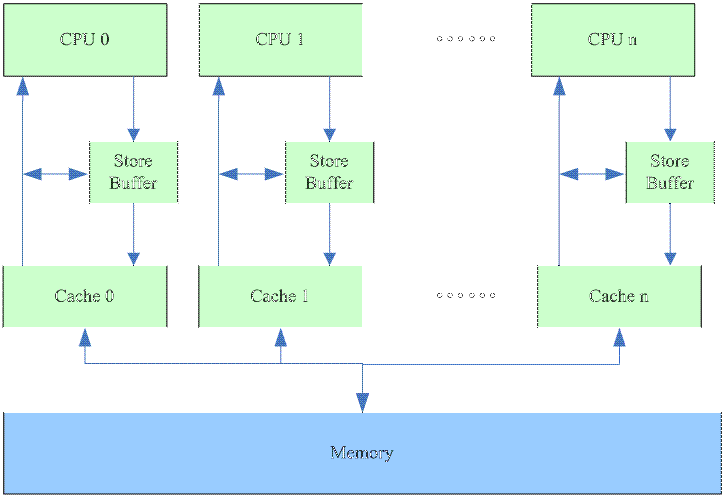 CPU 0
CPU 1
CPU n
Store
Buffer
Store
Buffer
Store
Buffer
Cache 0
Cache 1
Cache n
Memory